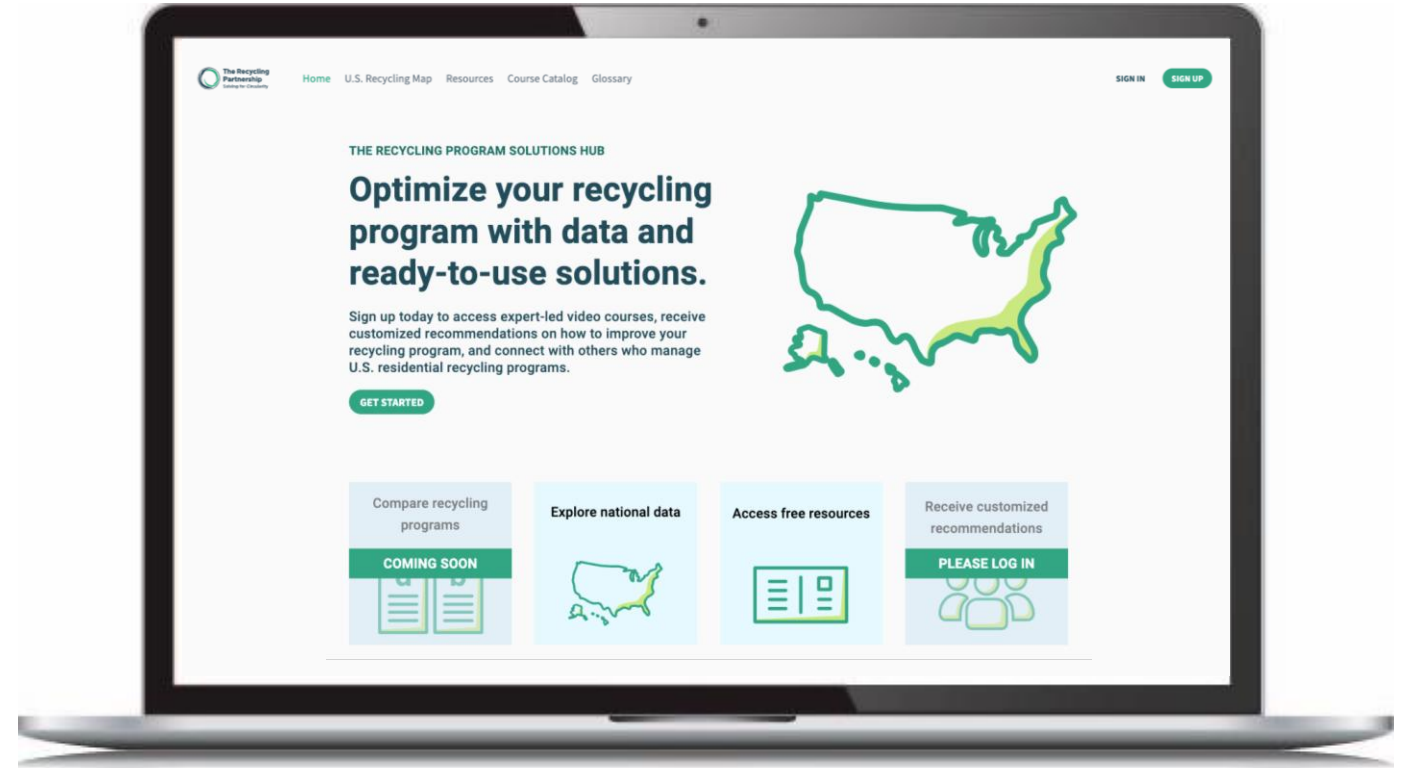 The Recycling
Partnership
Solving for Circularity
Home U.S. Recycling Map Resources Course Catalog Glossary
SIGN IN SIGN UP
THE RECYCLING PROGRAM SOLUTIONS HUB
Optimize your recycling
program with data and
ready-to-use solutions.
Sign up today to access expert-led video courses, receive
customized recommendations on how to improve your
recycling program, and connect with others who manage
U.S. residential recycling programs.
GET STARTED
Compare recycling
programs
COMING SOON
a b
Explore national data
Access free resources
Receive customized
recommendations
PLEASE LOG IN